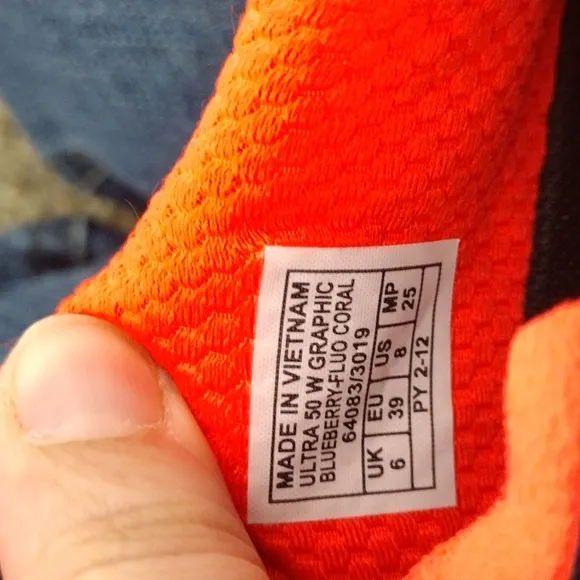 MADE IN VIETNAM
ULTRA 50 W GRAPHIC
BLUEBERRY-FLUO CORAL
64083/3019
UK EU US MP
6 39 8 25
PY 2-12